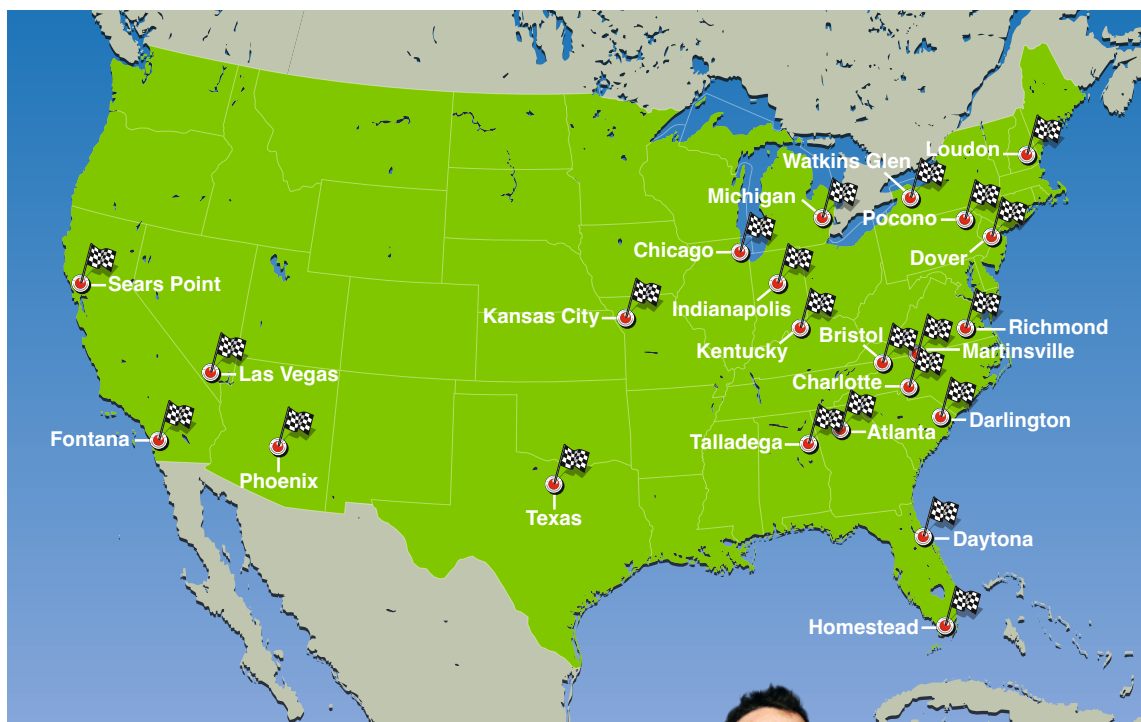 Loudon
Watkins Glen
Michigan
Pocono
Chicago
Dover
Sears Point
Indianapolis
Kansas City
Richmond
Bristol
Kentucky
Martinsville
Las Vegas
Charlotte
Darlington
Atlanta
Fontana
Talladega
Phoenix
Texas
Daytona
Homestead